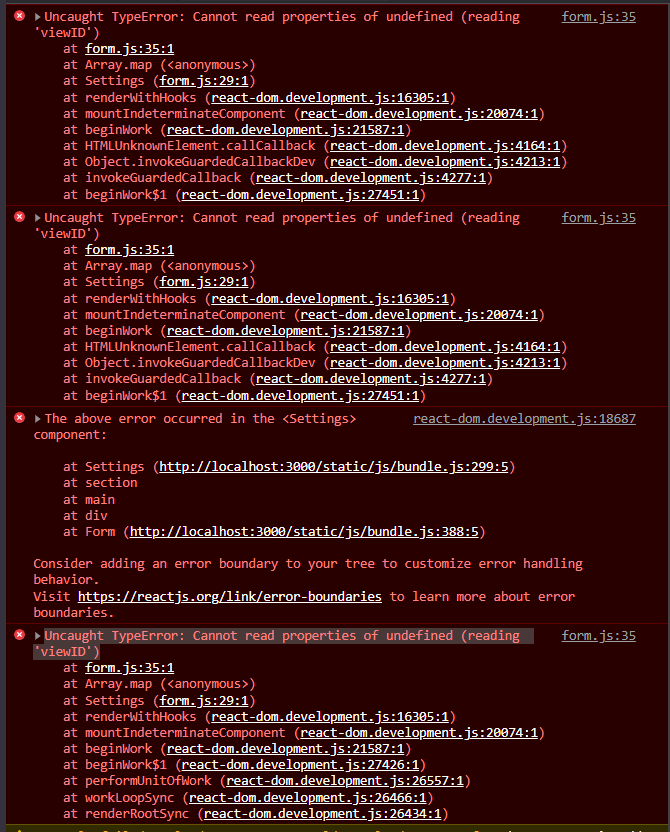 Uncaught TypeError: Cannot read properties of undefined (reading form.js:35
'viewID')
at form.js:35:1
at Array.map (<anonymous>)
at Settings (form.js:29:1)
at renderWithHooks (react-dom.development.js:16305:1)
at mountIndeterminateComponent (react-dom.development.js:20074:1)
at beginWork (react-dom.development.js:21587:1)
at HTMLUnknownElement.callCallback (react-dom.development.js:4164:1)
at Object.invokeGuardedCallbackDev (react-dom.development.js:4213:1)
at invokeGuardedCallback (react-dom.development.js:4277:1)
at beginWork$1 (react-dom.development.js:27451:1)
Uncaught TypeError: Cannot read properties of undefined (reading form.js:35
'viewID')
at form.js:35:1
at Array.map (<anonymous>)
at Settings (form.js:29:1)
at renderWithHooks (react-dom.development.js:16305:1)
at mountIndeterminateComponent (react-dom.development.js:20074:1)
at beginWork (react-dom.development.js:21587:1)
at HTMLUnknownElement.callCallback (react-dom.development.js:4164:1)
at Object.invokeGuardedCallbackDev (react-dom.development.js:4213:1)
at invokeGuardedCallback (react-dom.development.js:4277:1)
at beginWork$1 (react-dom.development.js:27451:1)
The above error occurred in the <Settings> react-dom.development.js:18687
component:
at Settings (http://localhost:3000/static/js/bundle.js:299:5)
at section
at main
at div
at Form (http://localhost:3000/static/js/bundle.js:388:5)
Consider adding an error boundary to your tree to customize error handling
behavior.
Visit https://reactjs.org/link/error-boundaries to learn more about error
boundaries.
Uncaught TypeError: Cannot read properties of undefined (reading form.js:35
'viewID')
at form.js:35:1
at Array.map (<anonymous>)
at Settings (form.js:29:1)
at renderWithHooks (react-dom.development.js:16305:1)
at mountIndeterminateComponent (react-dom.development.js:20074:1)
at beginWork (react-dom.development.js:21587:1)
at beginWork$1 (react-dom.development.js:27426:1)
at performUnitOfWork (react-dom.development.js:26557:1)
at workLoopSync (react-dom.development.js:26466:1)
at renderRootSync (react-dom.development.js:26434:1)